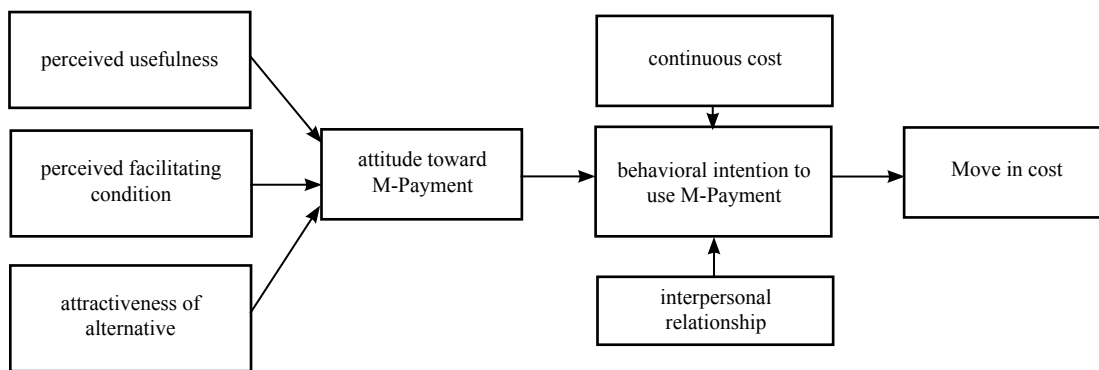 perceived usefulness
perceived facilitating
condition
attractiveness of
alternative
attitude toward
M-Payment
continuous cost
behavioral intention to
use M-Payment
interpersonal
relationship
Move in cost